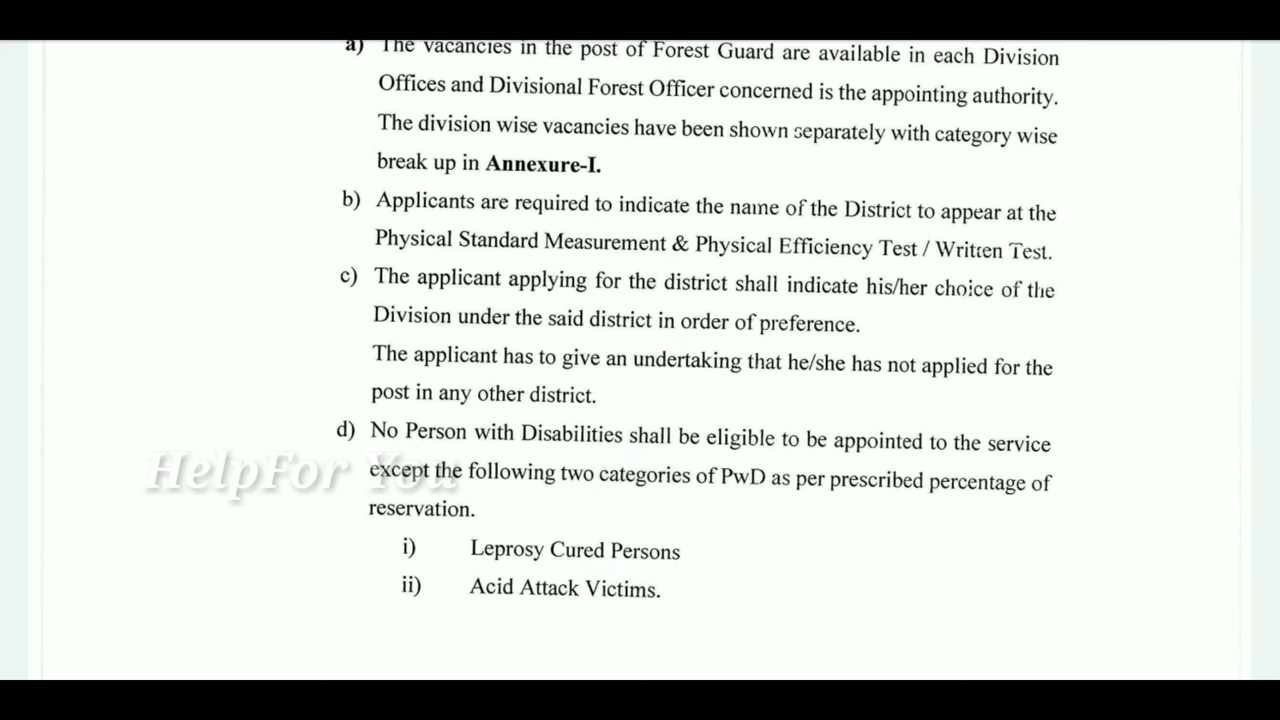 a) The vacancies in the post of Forest Guard are available in each Division
Offices and Divisional Forest Officer concerned is the appointing authority.
The division wise vacancies have been shown separately with category wise
break up in Annexure-I.
b) Applicants are required to indicate the name of the District to appear at the
Physical Standard Measurement & Physical Efficiency Test / Written Test.
c) The applicant applying for the district shall indicate his/her choice of the
Division under the said district in order of preference.
The applicant has to give an undertaking that he/she has not applied for the
post in any other district.
d) No Person with Disabilities shall be eligible to be appointed to the service
HelpFor You
except the following two categories of PwD as per prescribed percentage of
reservation.
i) Leprosy Cured Persons
ii) Acid Attack Victims.